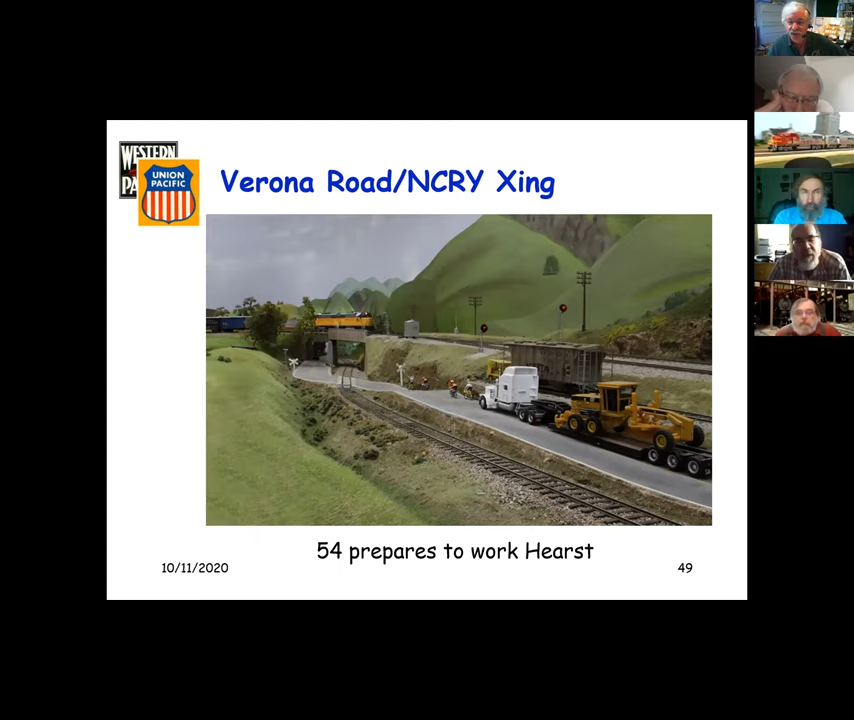 WESTERN
PA
UNION
PACIFIC
Verona Road/NCRY Xing
54 prepares to work Hearst
10/11/2020
49